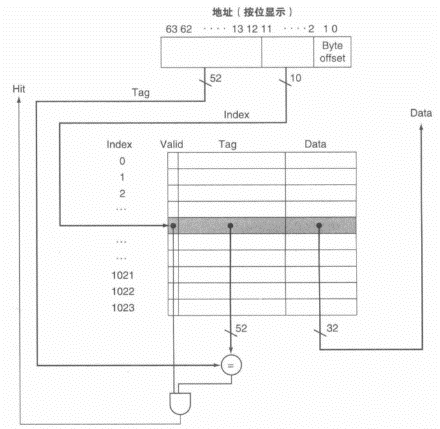 地址（按位显示）
63 62 ···· 13 12 11 ····2 1 0
Byte
offset
52
10
Hit
Tag
Data
Index
Index Valid Tag Data
0
1
2
...
...
...
1021
1022
1023
52
32
=